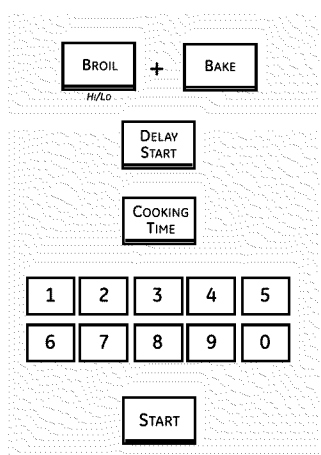 BROIL + BAKE
HI/LO
DELAY
START
COOKING
TIME
1 2 3 4 5
6 7 8 9 0
START